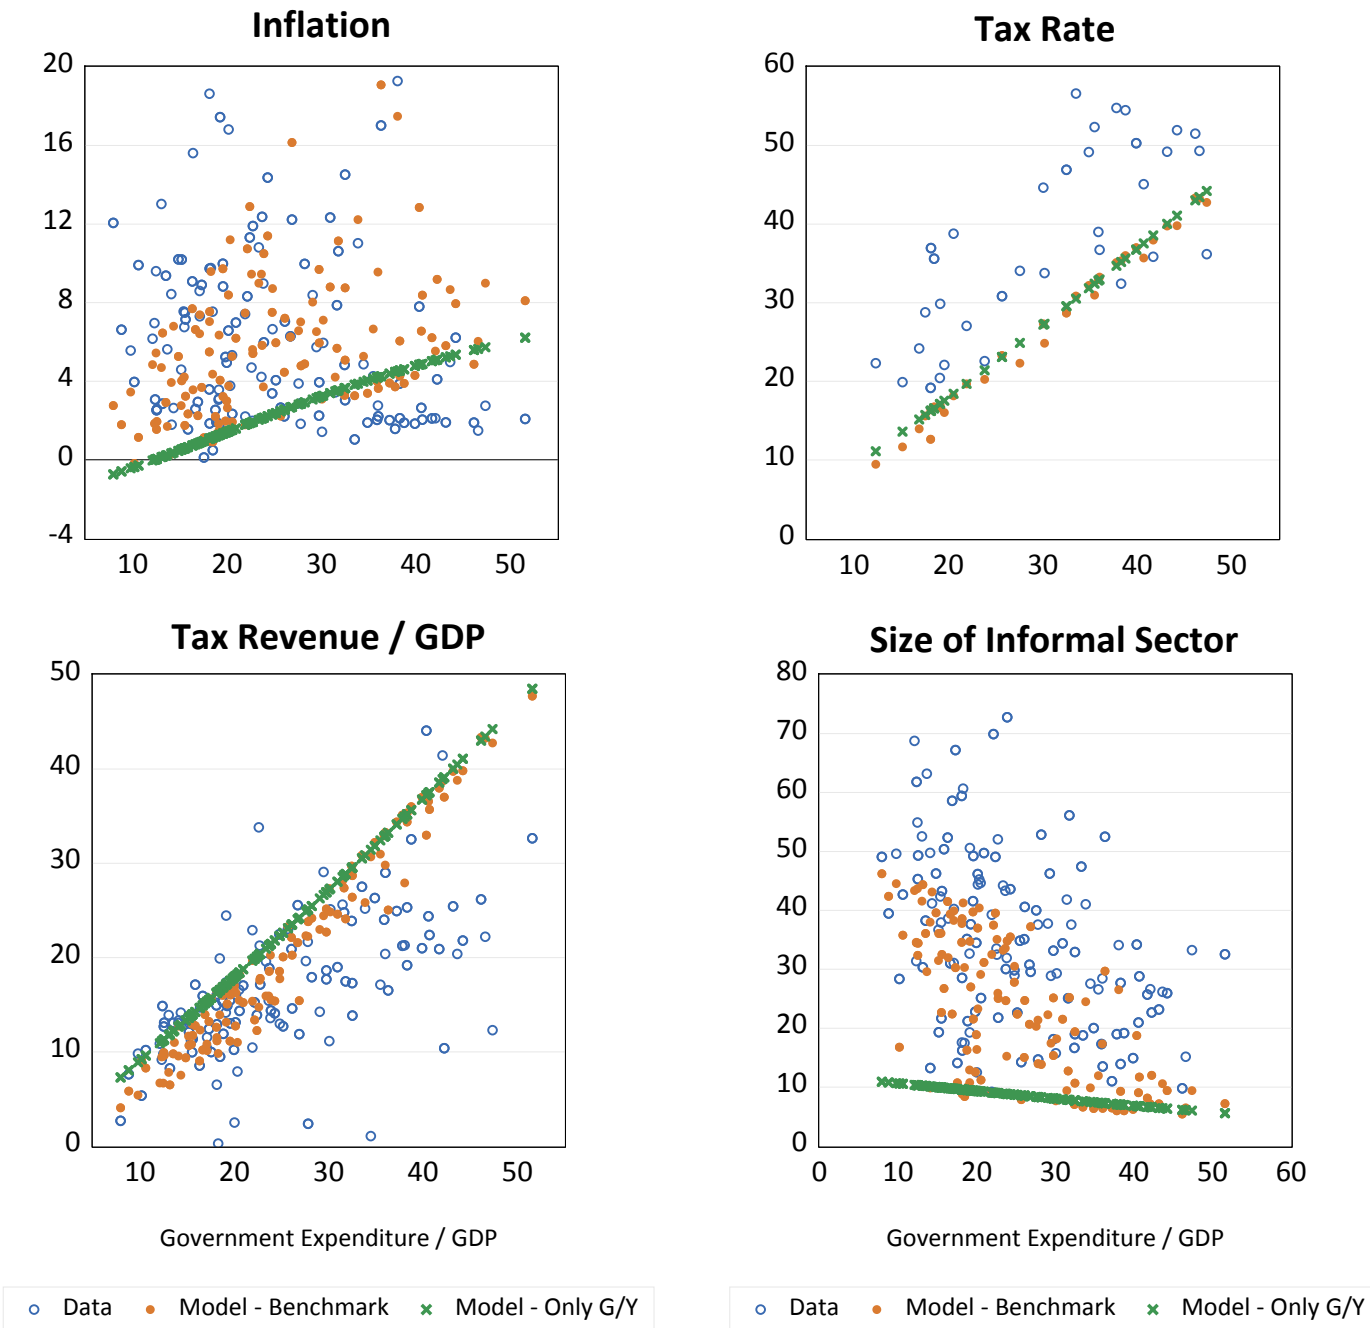 Inflation
20
16
12
8
4
0
-4
10 20 30 40 50
Tax Rate
60
50
40
30
20
10
0
10 20 30 40 50
Tax Revenue / GDP
50
40
30
20
10
0
10 20 30 40 50
Government Expenditure / GDP
Data Model - Benchmark Model - Only G/Y
Size of Informal Sector
80
70
60
50
40
30
20
10
0
0 10 20 30 40 50 60
Government Expenditure / GDP
Data Model - Benchmark Model - Only G/Y